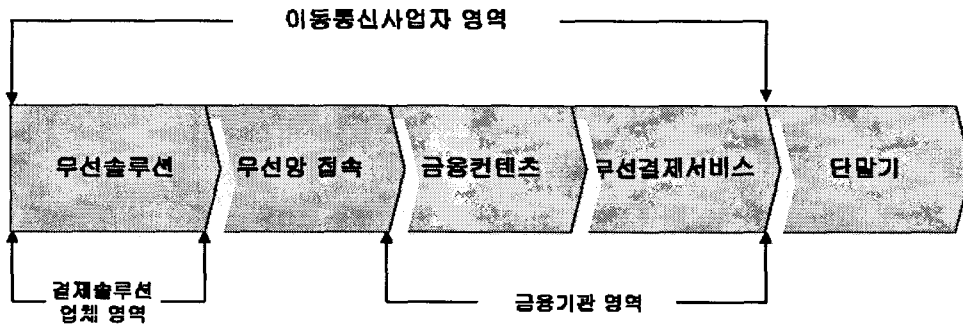 이동통신사업자 영역
무선솔루션
무선망 접속
금융컨텐츠
무선결제서비스
단말기
결제솔루션
업체 영역
금융기관 영역